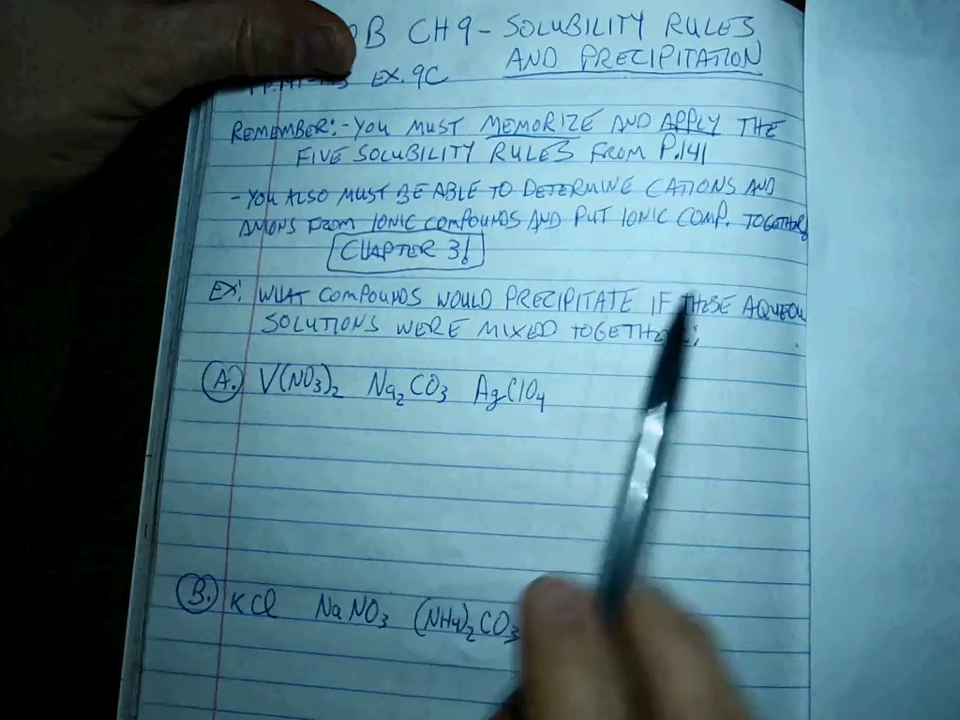 B CH 9 - SOLUBILITY RULES
AND PRECIPITATION
EX. 9C
REMEMBER: - YOU MUST MEMORIZE AND APPLY THE
FIVE SOLUBILITY RULES FROM P.141
- YOU ALSO MUST BE ABLE TO DETERMINE CATIONS AND
ANIONS FROM IONIC COMPOUNDS AND PUT IONIC COMP. TOGETHER
CHAPTER 3!
EX: WHAT COMPOUNDS WOULD PRECIPITATE IF THESE AQUEOU
SOLUTIONS WERE MIXED TOGETHER:
A. V(NO3)2 Na2CO3 AgClO4
B. KCl NaNO3 (NH4)2CO3